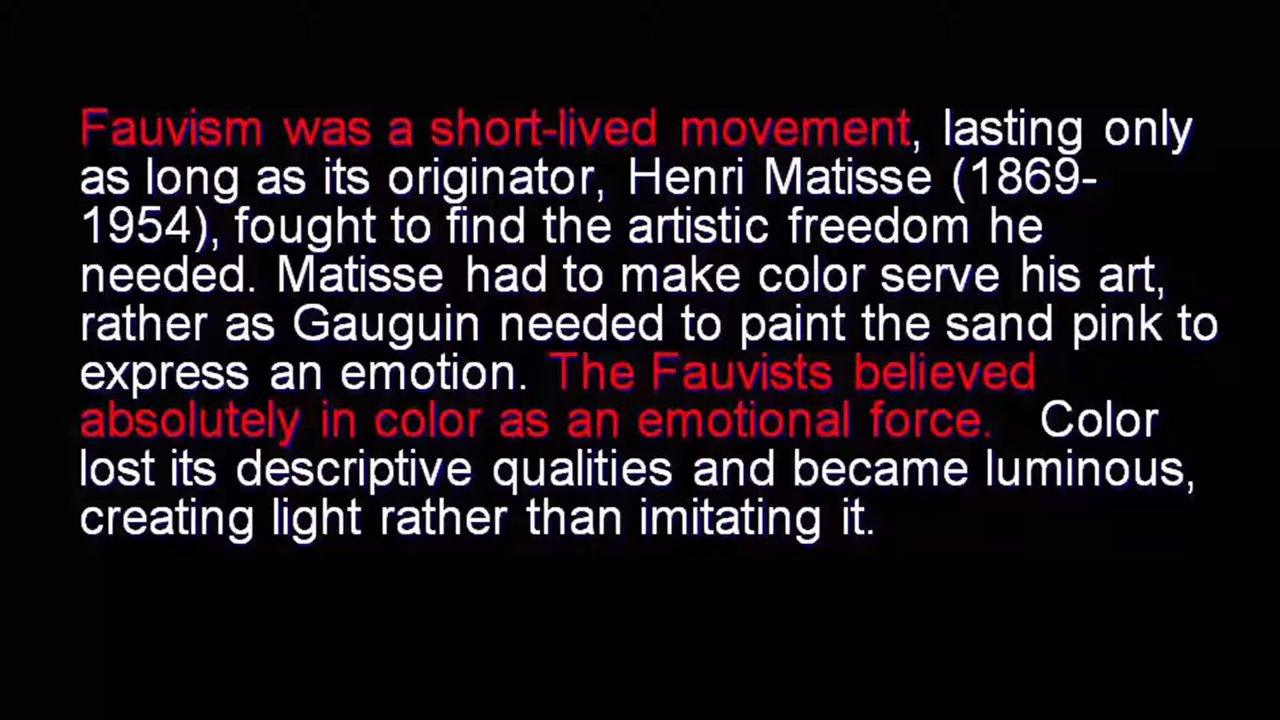 Fauvism was a short-lived movement, lasting only
as long as its originator, Henri Matisse (1869-
1954), fought to find the artistic freedom he
needed. Matisse had to make color serve his art,
rather as Gauguin needed to paint the sand pink to
express an emotion. The Fauvists believed
absolutely in color as an emotional force. Color
lost its descriptive qualities and became luminous,
creating light rather than imitating it.